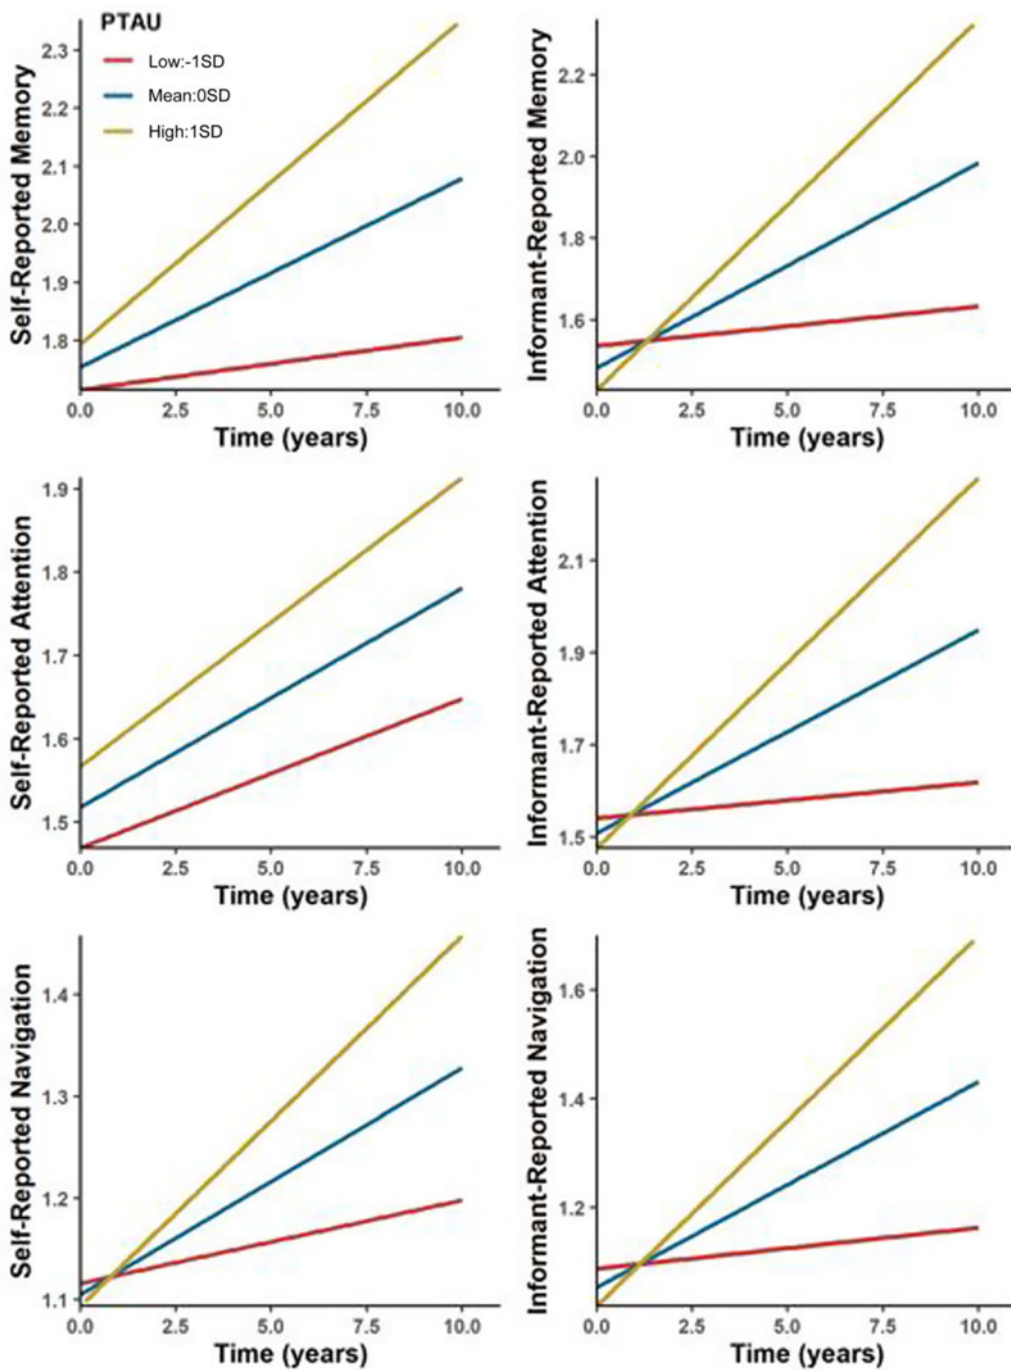 PTAU
Low:-1SD
Mean:0SD
High:1SD
Self-Reported Memory
2.3
2.2
2.1
2.0
1.9
1.8
0.0 2.5 5.0 7.5 10.0
Time (years)
Informant-Reported Memory
2.2
2.0
1.8
1.6
0.0 2.5 5.0 7.5 10.0
Time (years)
Self-Reported Attention
1.9
1.8
1.7
1.6
1.5
0.0 2.5 5.0 7.5 10.0
Time (years)
Informant-Reported Attention
2.1
1.9
1.7
1.5
0.0 2.5 5.0 7.5 10.0
Time (years)
Self-Reported Navigation
1.4
1.3
1.2
1.1
0.0 2.5 5.0 7.5 10.0
Time (years)
Informant-Reported Navigation
1.6
1.4
1.2
0.0 2.5 5.0 7.5 10.0
Time (years)